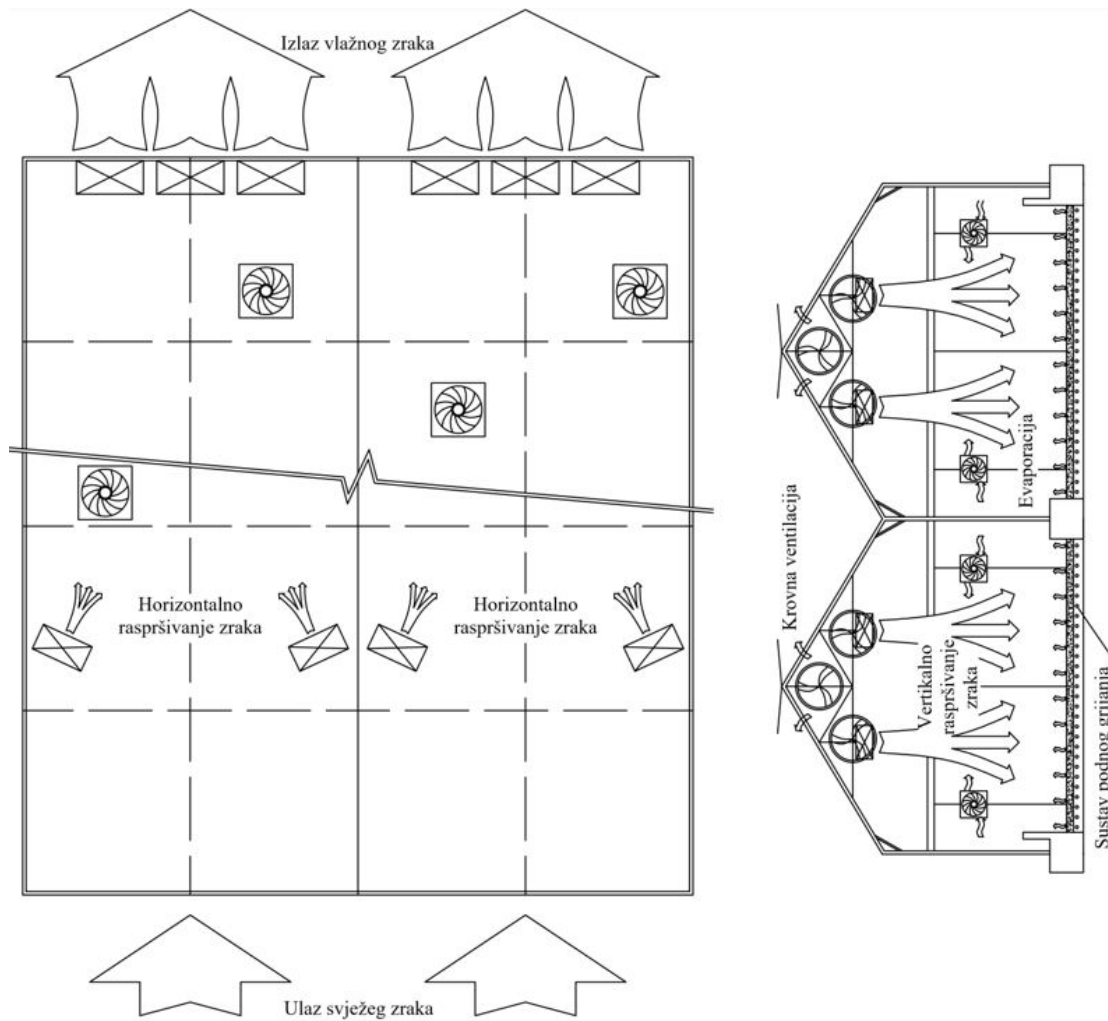 Izlaz vlažnog zraka
Horizontalno
raspršivanje zraka
Horizontalno
raspršivanje zraka
Ulaz svježeg zraka
Krovna ventilacija
Vertikalno
raspršivanje
zraka
Evaporacija
Sustav podnog grijanja